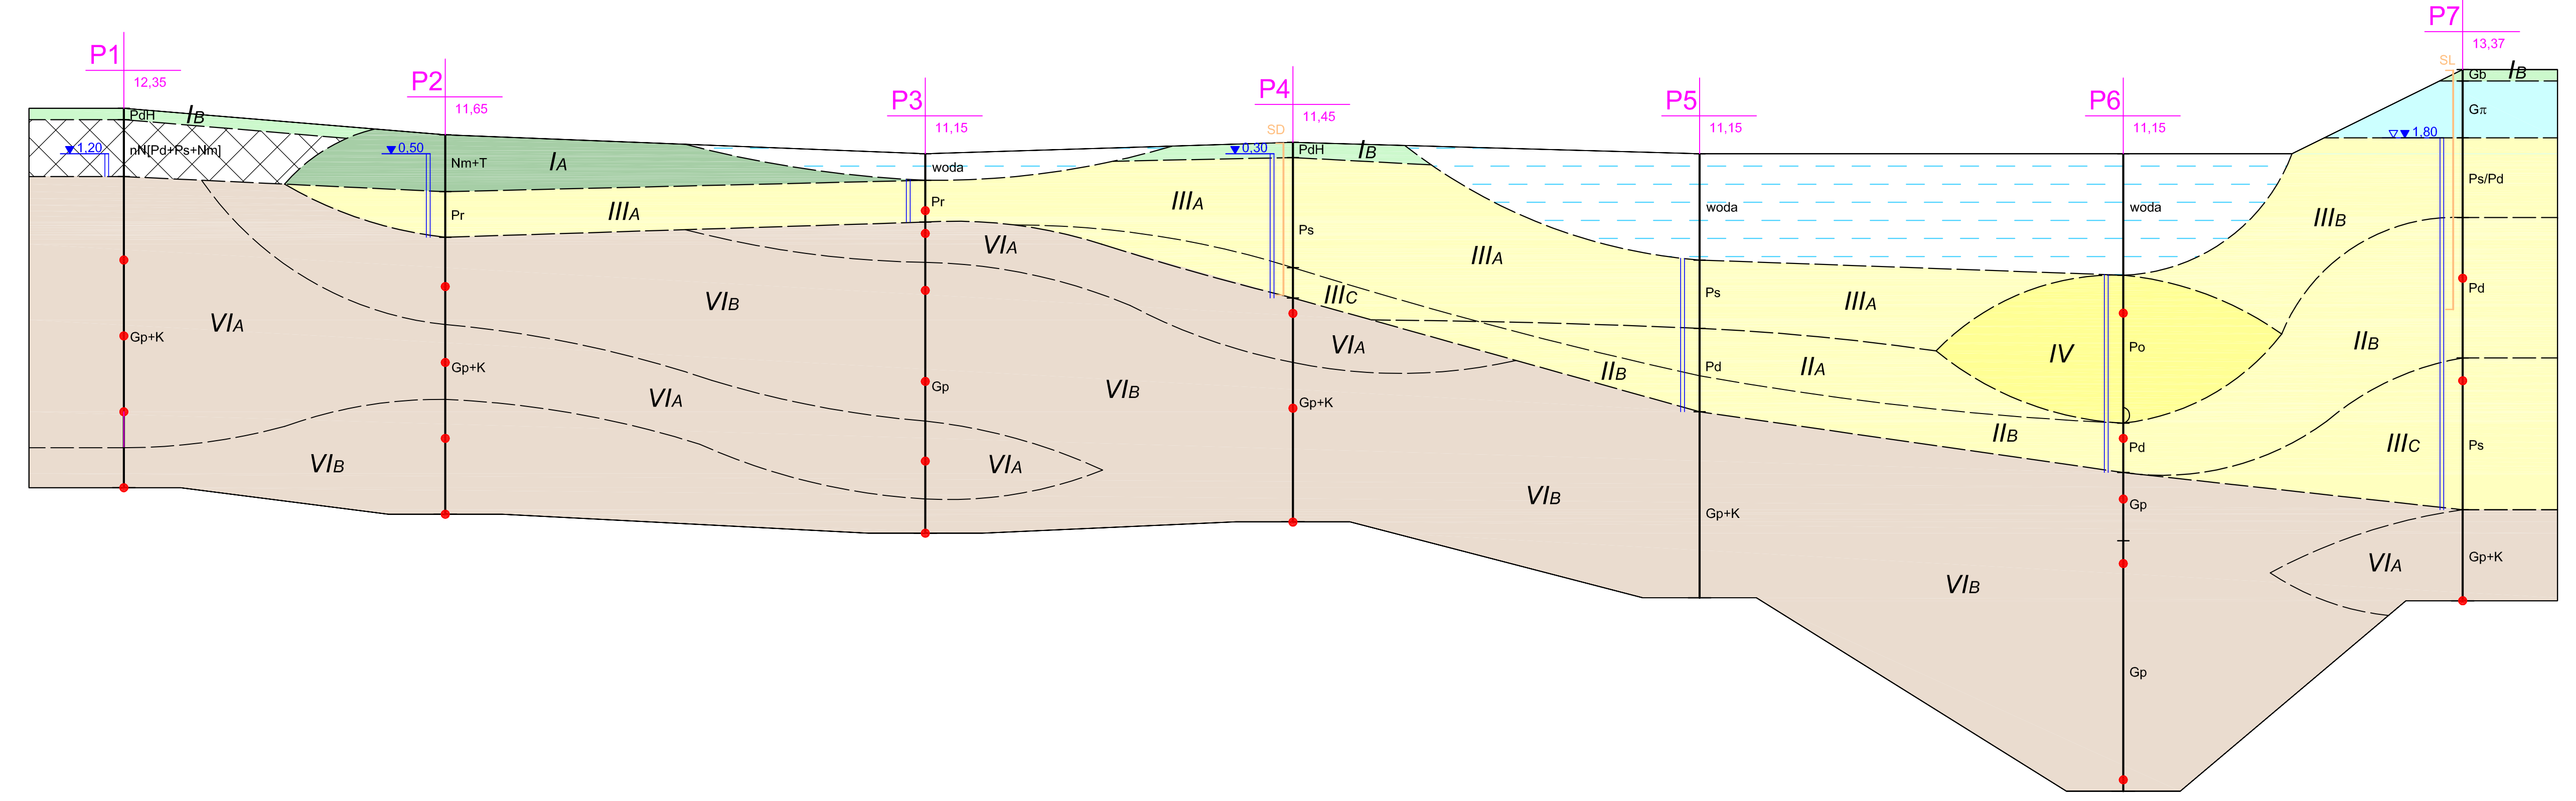 P1
12,35
P2
11,65
P3
11,15
P4
11,45
P5
11,15
P6
11,15
P7
13,37
PdH
IB
nN[Pd+Ps+Nm]
1,20
Gp+K
VIA
VIB
0,50
Nm+T
IA
Pr
IIIA
VIB
Gp+K
VIA
woda
Pr
VIA
Gp
VIA
SD
0,30
PdH
IB
IIIA
Ps
IIIC
VIA
VIB
Gp+K
IIIA
woda
Ps
IIIA
Pd
IIA
IIB
Gp+K
VIB
woda
IV
Po
IIB
Pd
Gp
VIB
Gp
SL
Gb
IB
Gπ
1,80
Ps/Pd
IIIB
Pd
IIB
IIIC
Ps
VIA
Gp+K